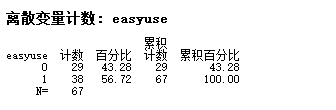 离散变量计数: easyuse
累积
easyuse 计数 百分比 计数 累积百分比
0 29 43.28 29 43.28
1 38 56.72 67 100.00
N= 67